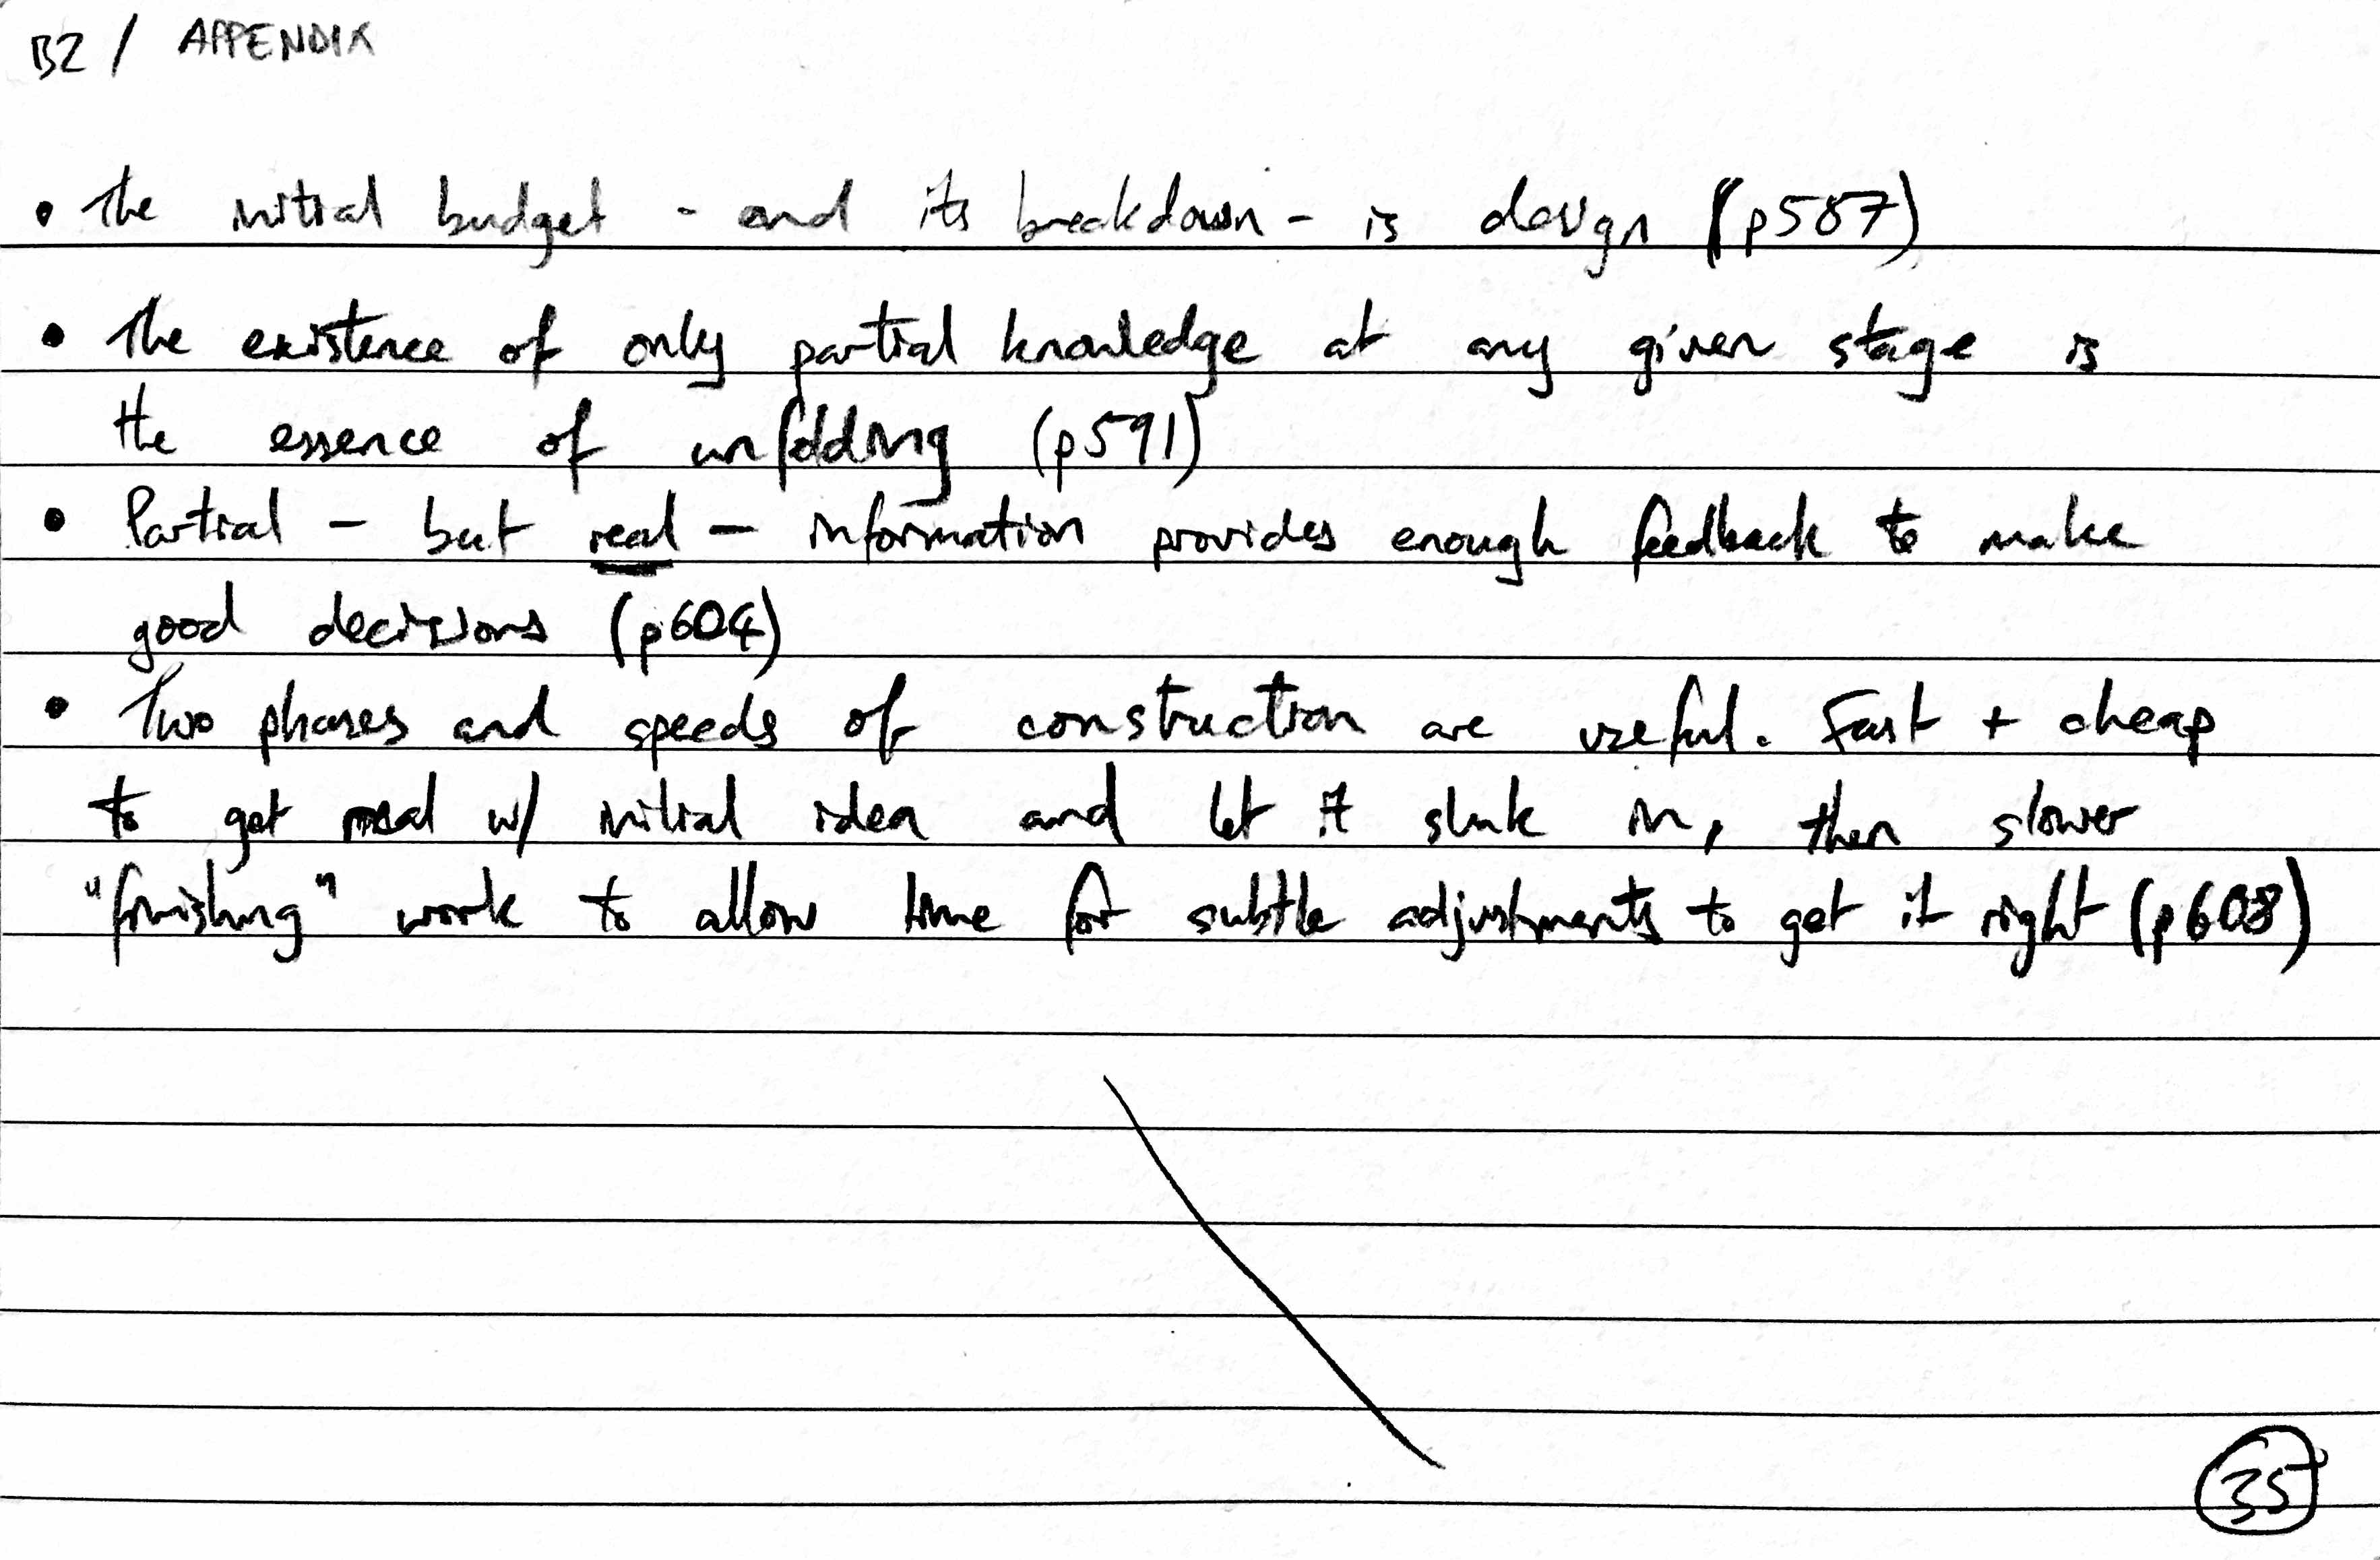 B2 / APPENDIX
• The initial budget - and its breakdown - is design (p587)
• The existence of only partial knowledge at any given stage is
the essence of unfolding (p591)
• Partial - but real - information provides enough feedback to make
good decisions (p604)
• Two phases and speeds of construction are useful. Fast + cheap
to get real w/ initial idea and let it sink in, then slower
"finishing" work to allow time for subtle adjustments to get it right (p608)
35